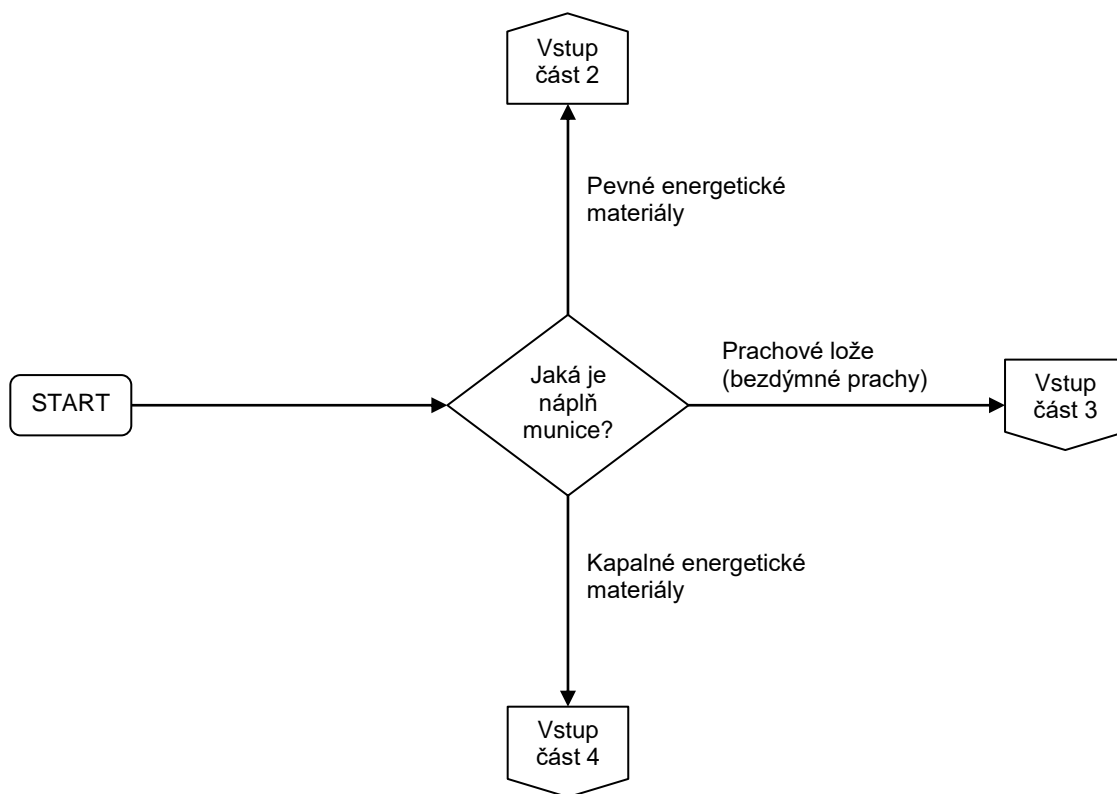 Vstup
část 2
Pevné energetické
materiály
START
Jaká je
náplň
munice?
Prachové lože
(bezdýmné prachy)
Vstup
část 3
Kapalné energetické
materiály
Vstup
část 4